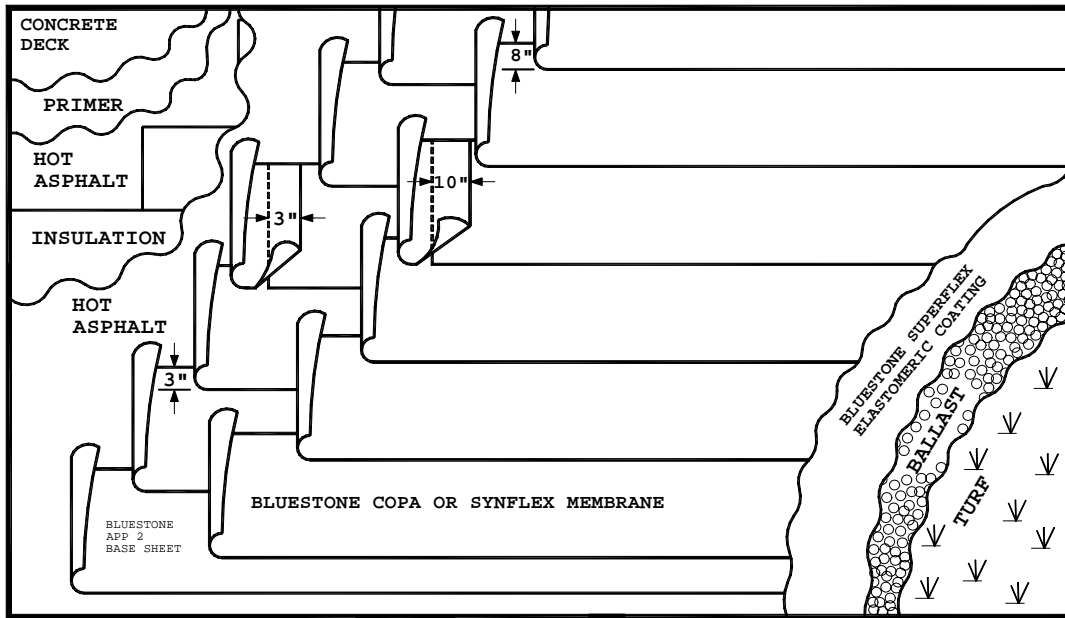 CONCRETE
DECK
PRIMER
HOT
ASPHALT
INSULATION
HOT
ASPHALT
8"
10"
3"
3"
BLUESTONE
APP 2
BASE SHEET
BLUESTONE COPA OR SYNFLEX MEMBRANE
BLUESTONE SUPERFLEX
ELASTOMERIC COATING
BALLAST
TURF